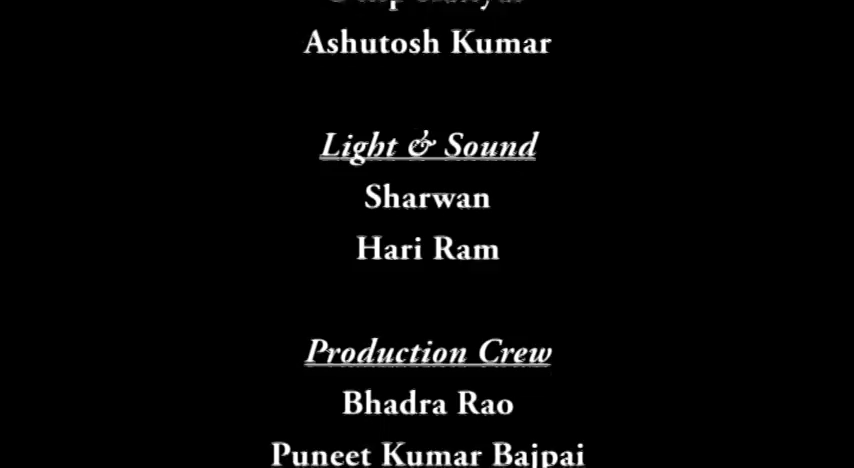 Ashutosh Kumar
Light & Sound
Sharwan
Hari Ram
Production Crew
Bhadra Rao
Puneet Kumar Bajpai